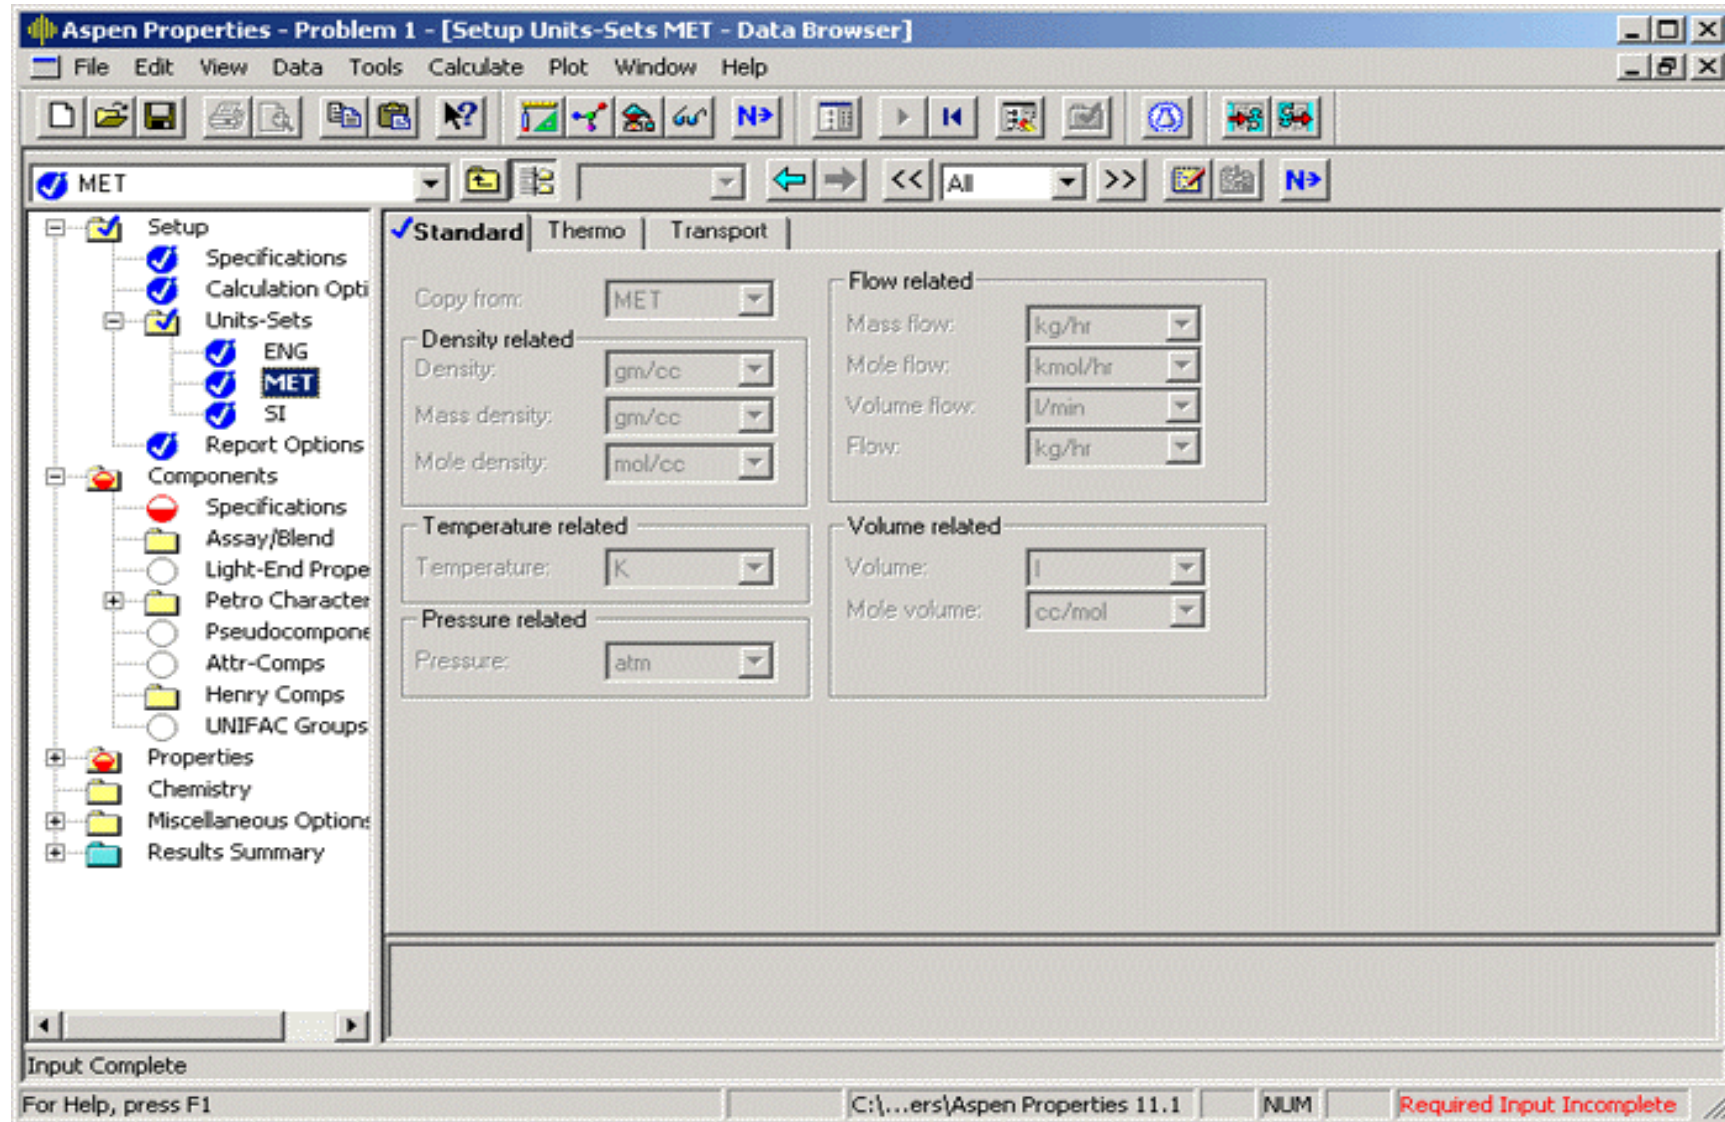 Aspen Properties - Problem 1 - [Setup Units-Sets MET - Data Browser]
File Edit View Data Tools Calculate Plot Window Help
N
MET
<< All >> N
Setup
Specifications
Calculation Opti
Units-Sets
ENG
MET
SI
Report Options
Components
Specifications
Assay/Blend
Light-End Prope
Petro Character
Pseudocompone
Attr-Comps
Henry Comps
UNIFAC Groups
Properties
Chemistry
Miscellaneous Options
Results Summary
Standard Thermo Transport
Copy from: MET
Density related
Density: gm/cc
Mass density: gm/cc
Mole density: mol/cc
Temperature related
Temperature: K
Pressure related
Pressure: atm
Flow related
Mass flow: kg/hr
Mole flow: kmol/hr
Volume flow: l/min
Flow: kg/hr
Volume related
Volume: l
Mole volume: cc/mol
Input Complete
For Help, press F1 C:\...ers\Aspen Properties 11.1 NUM Required Input Incomplete